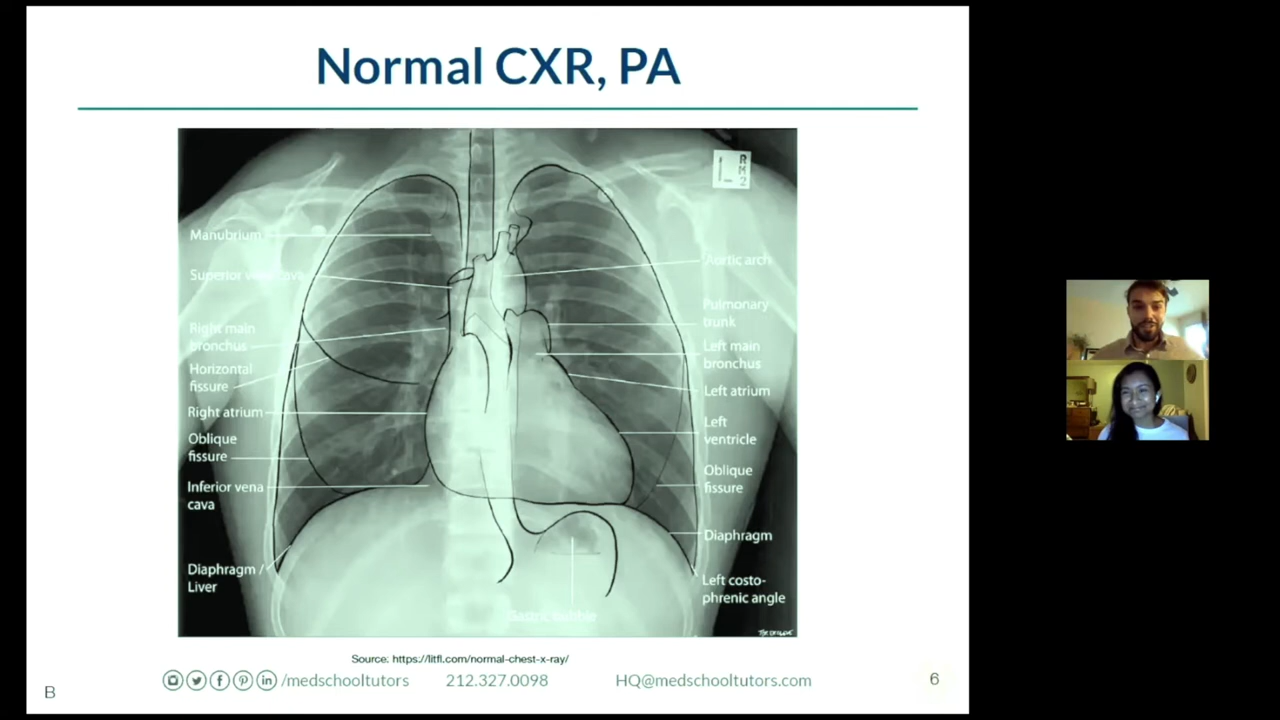 Normal CXR, PA
L
RM2
Manubrium
Superior vena cava
Right main
bronchus
Horizontal
fissure
Right atrium
Oblique
fissure
Inferior vena
cava
Diaphragm /
Liver
Aortic arch
Pulmonary
trunk
Left main
bronchus
Left atrium
Left
ventricle
Oblique
fissure
Diaphragm
Left costo-
phrenic angle
Gastric bubble
Source: https://litfl.com/normal-chest-x-ray/
B
/medschooltutors 212.327.0098 HQ@medschooltutors.com
6